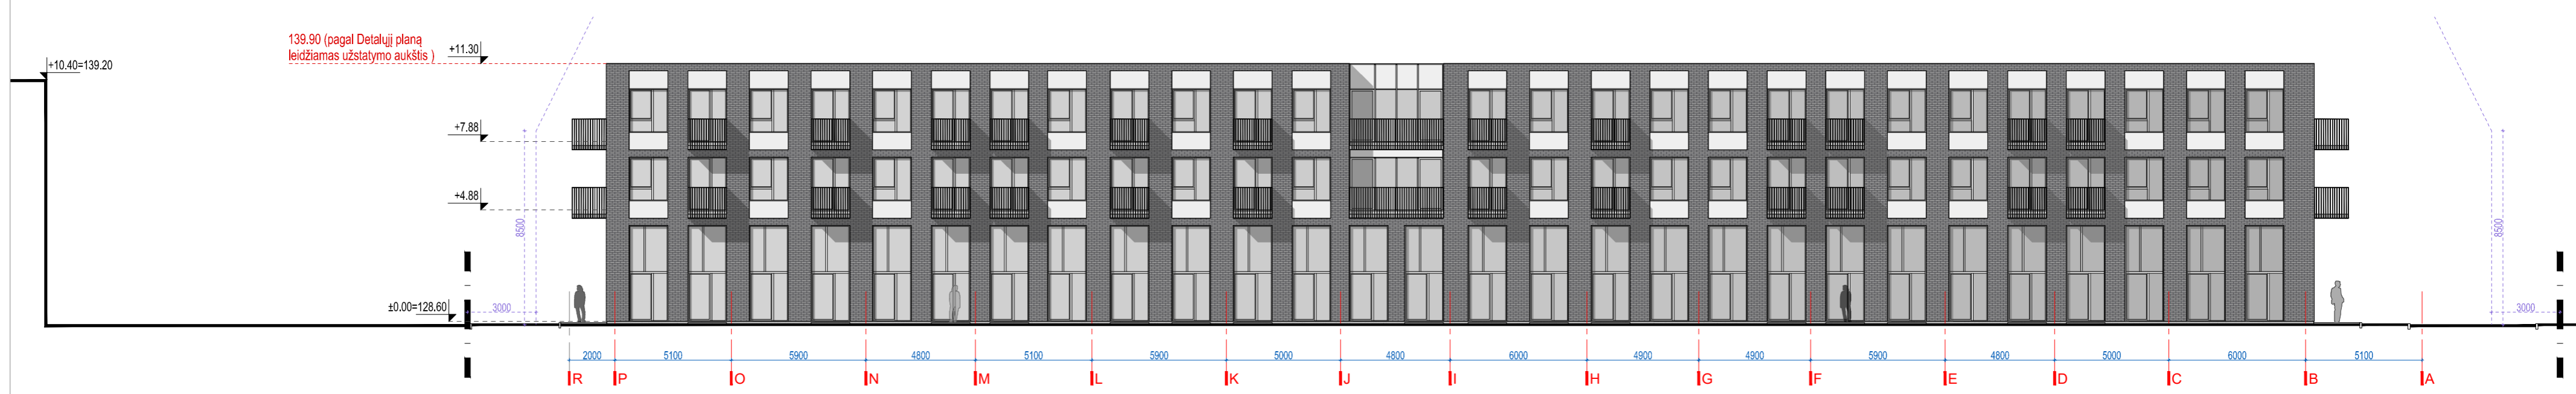 139.90 (pagal Detalųjį planą
leidžiamas užstatymo aukštis )
+11.30
+10.40=139.20
+7.88
+4.88
8500
8500
±0.00=128.60
3000
3000
2000 5100 5900 4800 5100 5900 5000 4800 6000 4900 4900 5900 4800 5000 6000 5100
R P O N M L K J I H G F E D C B A